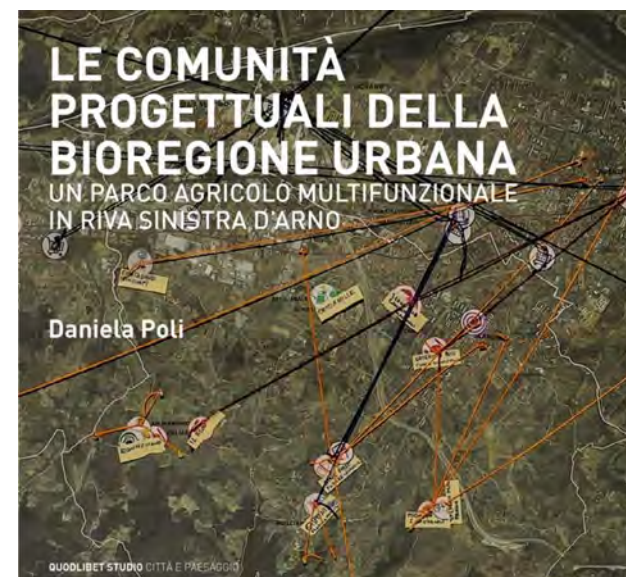 LE COMUNITÀ
PROGETTUALI DELLA
BIOREGIONE URBANA
UN PARCO AGRICOLO MULTIFUNZIONALE
IN RIVA SINISTRA D'ARNO
Daniela Poli
QUODLIBET STUDIO CITTÀ E PAESAGGIO